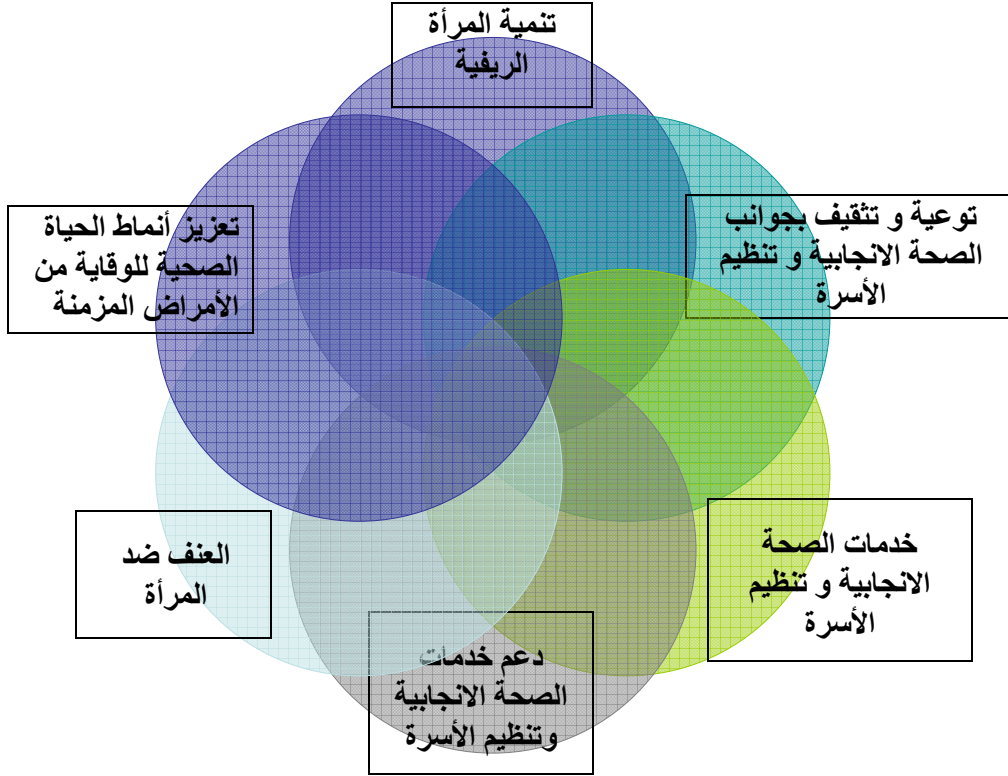 تنمية المرأة
الريفية
توعية و تثقيف بجوانب
الصحة الانجابية و تنظيم
الأسرة
تعزيز أنماط الحياة
الصحية للوقاية من
الأمراض المزمنة
خدمات الصحة
الانجابية و تنظيم
الأسرة
العنف ضد
المرأة
دعم خدمات
الصحة الانجابية
وتنظيم الأسرة